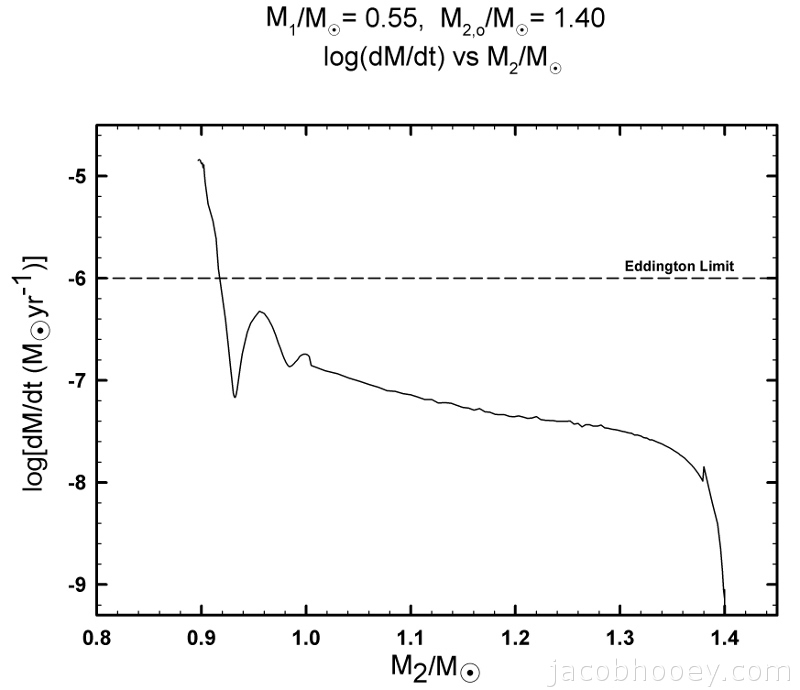 M₁/M☉= 0.55, M₂,ₒ/M☉= 1.40
log(dM/dt) vs M₂/M☉
-5
Eddington Limit
-6
-7
-8
-9
log[dM/dt (M☉yr⁻¹)]
0.8 0.9 1.0 1.1 1.2 1.3 1.4
M₂/M☉
jacobhooey.com